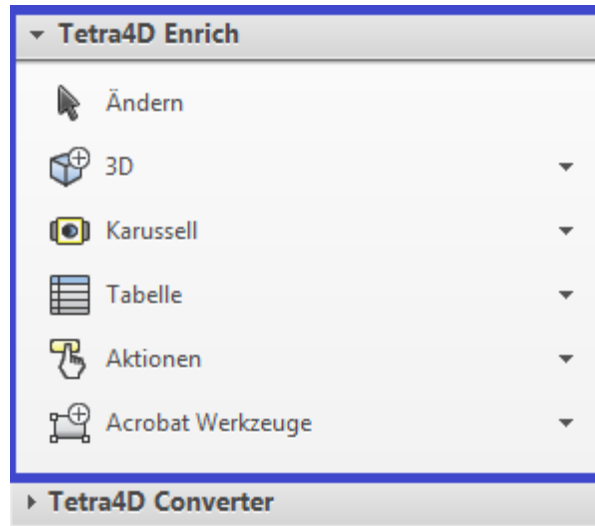 Tetra4D Enrich
Ändern
3D
Karussell
Tabelle
Aktionen
Acrobat Werkzeuge
Tetra4D Converter